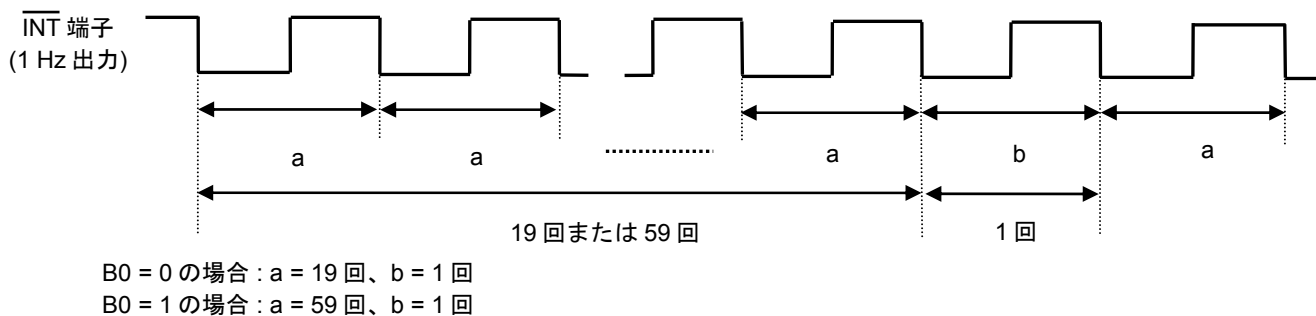 INT 端子
(1 Hz 出力)
a a a b a
19 回または 59 回 1 回
B0 = 0 の場合 : a = 19 回、b = 1 回
B0 = 1 の場合 : a = 59 回、b = 1 回